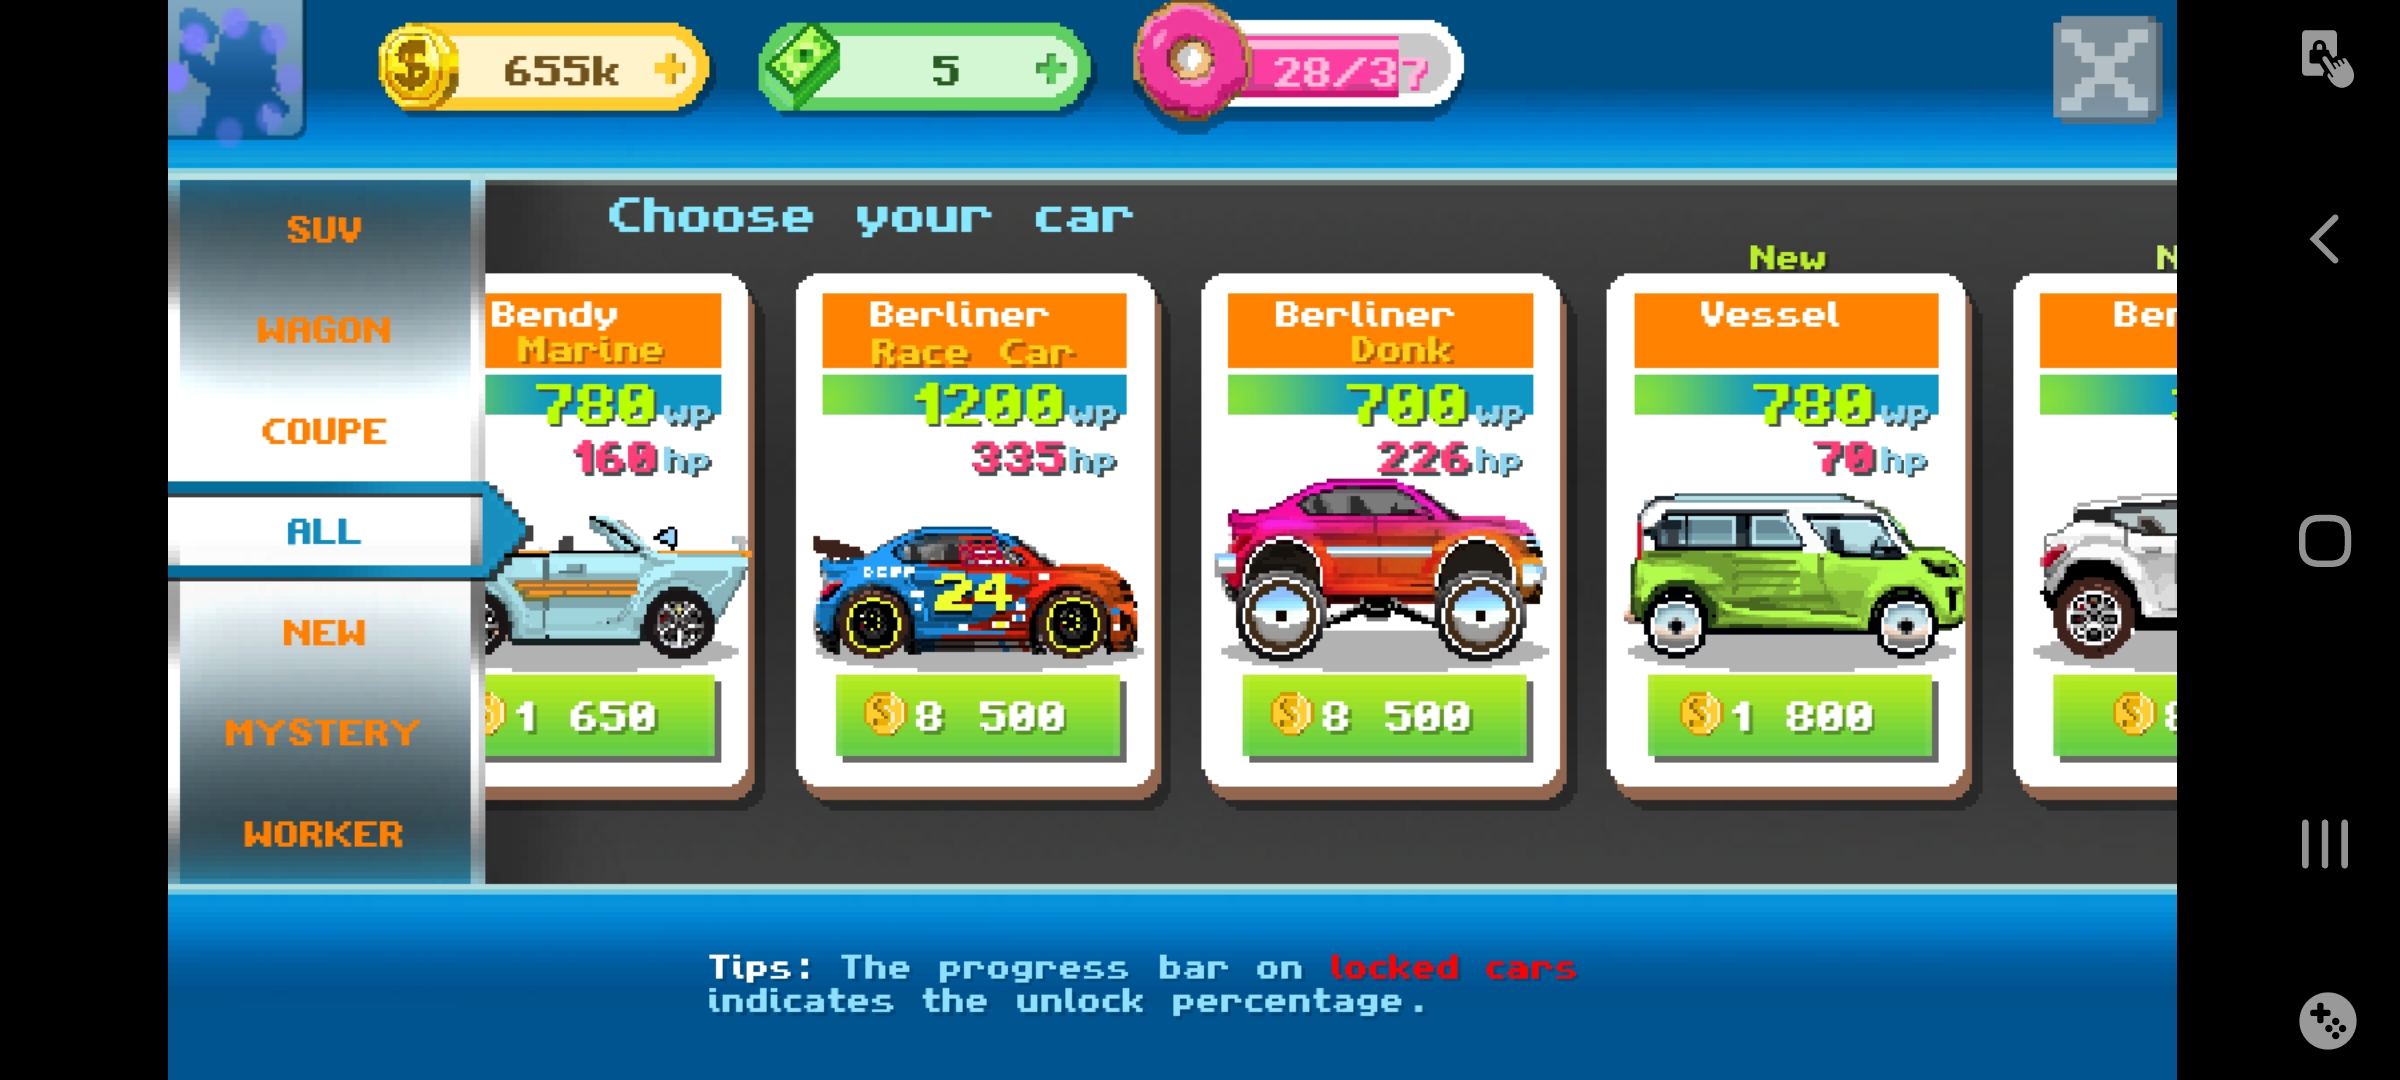 655k
5
28/37
SUV
WAGON
COUPE
ALL
NEW
MYSTERY
WORKER
Choose your car
Bendy
Marine
780wp
160hp
1 650
Berliner
Race Car
1200wp
335hp
24
8 500
Berliner
Donk
700wp
226hp
8 500
New
Vessel
780wp
70hp
1 800
Ber
Tips: The progress bar on locked cars
indicates the unlock percentage.